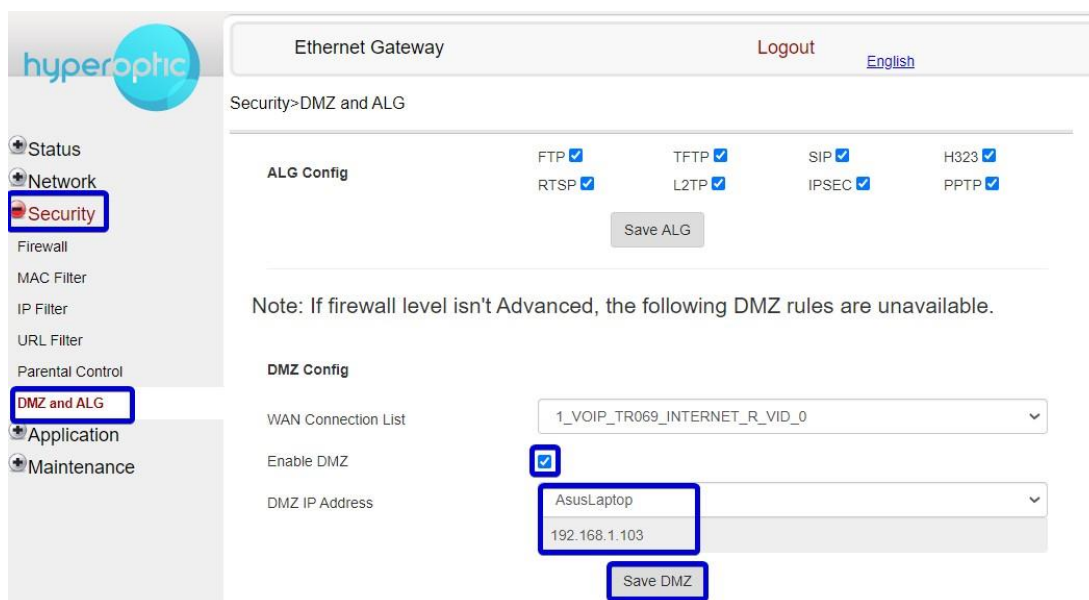 hyperoptic
Ethernet Gateway Logout English
Security>DMZ and ALG
Status
Network
Security
Firewall
MAC Filter
IP Filter
URL Filter
Parental Control
DMZ and ALG
Application
Maintenance
ALG Config
FTP TFTP SIP H323
RTSP L2TP IPSEC PPTP
Save ALG
Note: If firewall level isn't Advanced, the following DMZ rules are unavailable.
DMZ Config
WAN Connection List 1_VOIP_TR069_INTERNET_R_VID_0
Enable DMZ
DMZ IP Address AsusLaptop
192.168.1.103
Save DMZ